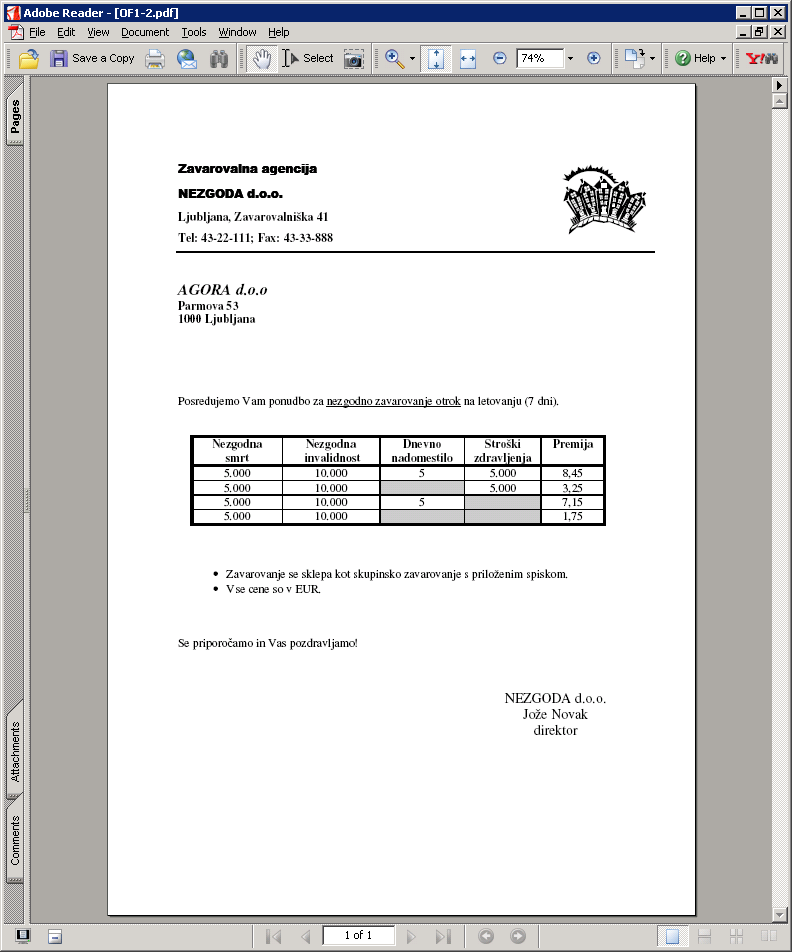 Adobe Reader - [OF1-2.pdf]
File Edit View Document Tools Window Help
Save a Copy Select 74% Help Y!
Pages
Zavarovalna agencija
NEZGODA d.o.o.
Ljubljana, Zavarovalniška 41
Tel: 43-22-111; Fax: 43-33-888
AGORA d.o.o
Parmova 53
1000 Ljubljana
Posredujemo Vam ponudbo za nezgodno zavarovanje otrok na letovanju (7 dni).
Nezgodna smrt Nezgodna invalidnost Dnevno nadomestilo Stroški zdravljenja Premija
5.000 10.000 5 5.000 8,45
5.000 10.000 5.000 3,25
5.000 10.000 5 7,15
5.000 10.000 1,75
• Zavarovanje se sklepa kot skupinsko zavarovanje s priloženim spiskom.
• Vse cene so v EUR.
Se priporočamo in Vas pozdravljamo!
NEZGODA d.o.o.
Jože Novak
direktor
Attachments
Comments
1 of 1